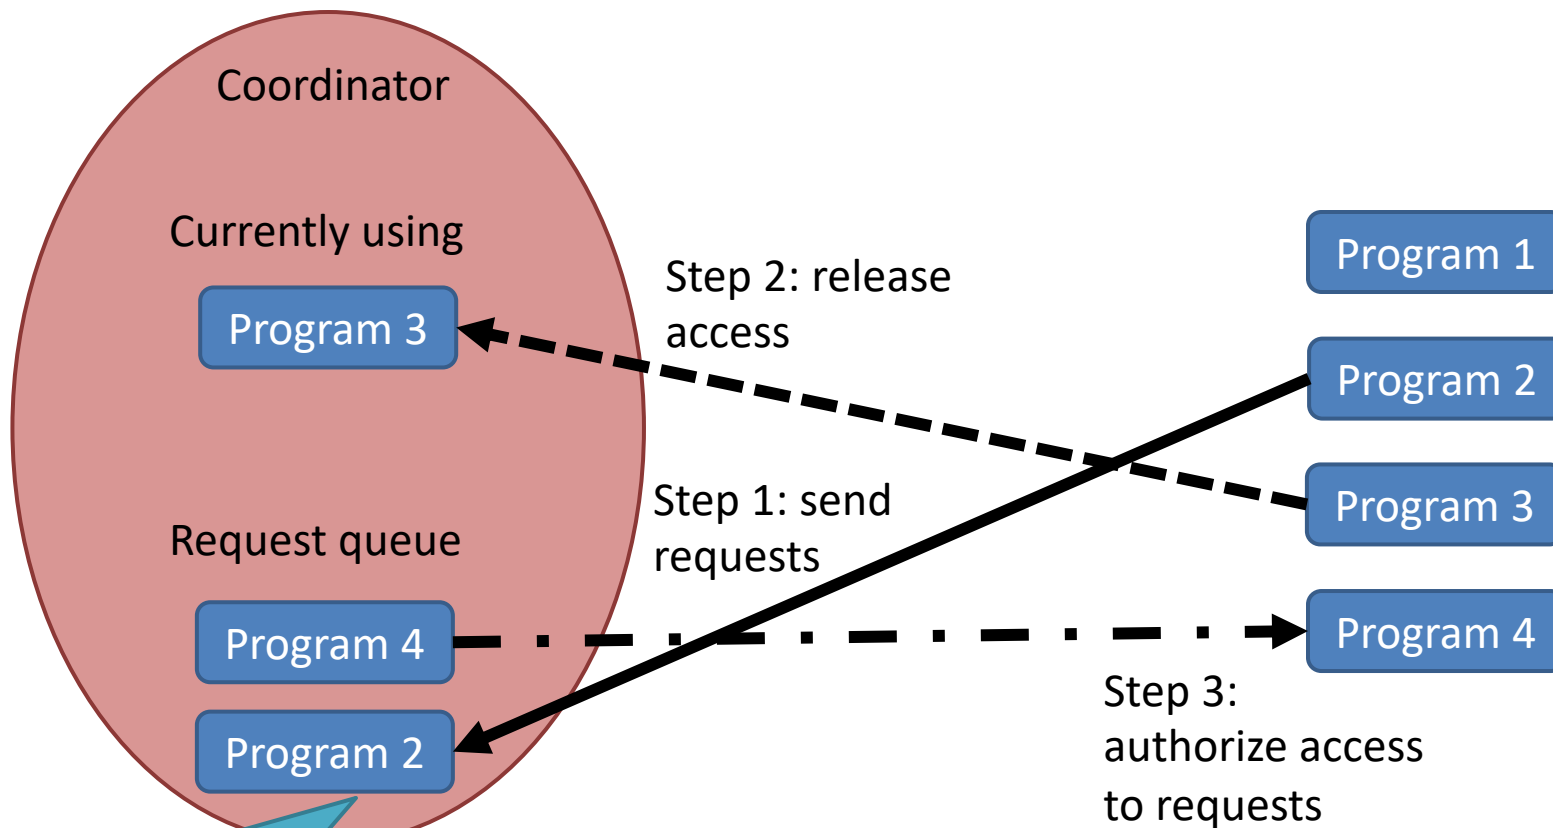 Coordinator
Currently using
Program 3
Request queue
Program 4
Program 2
Step 2: release
access
Step 1: send
requests
Program 1
Program 2
Program 3
Program 4
Step 3:
authorize access
to requests